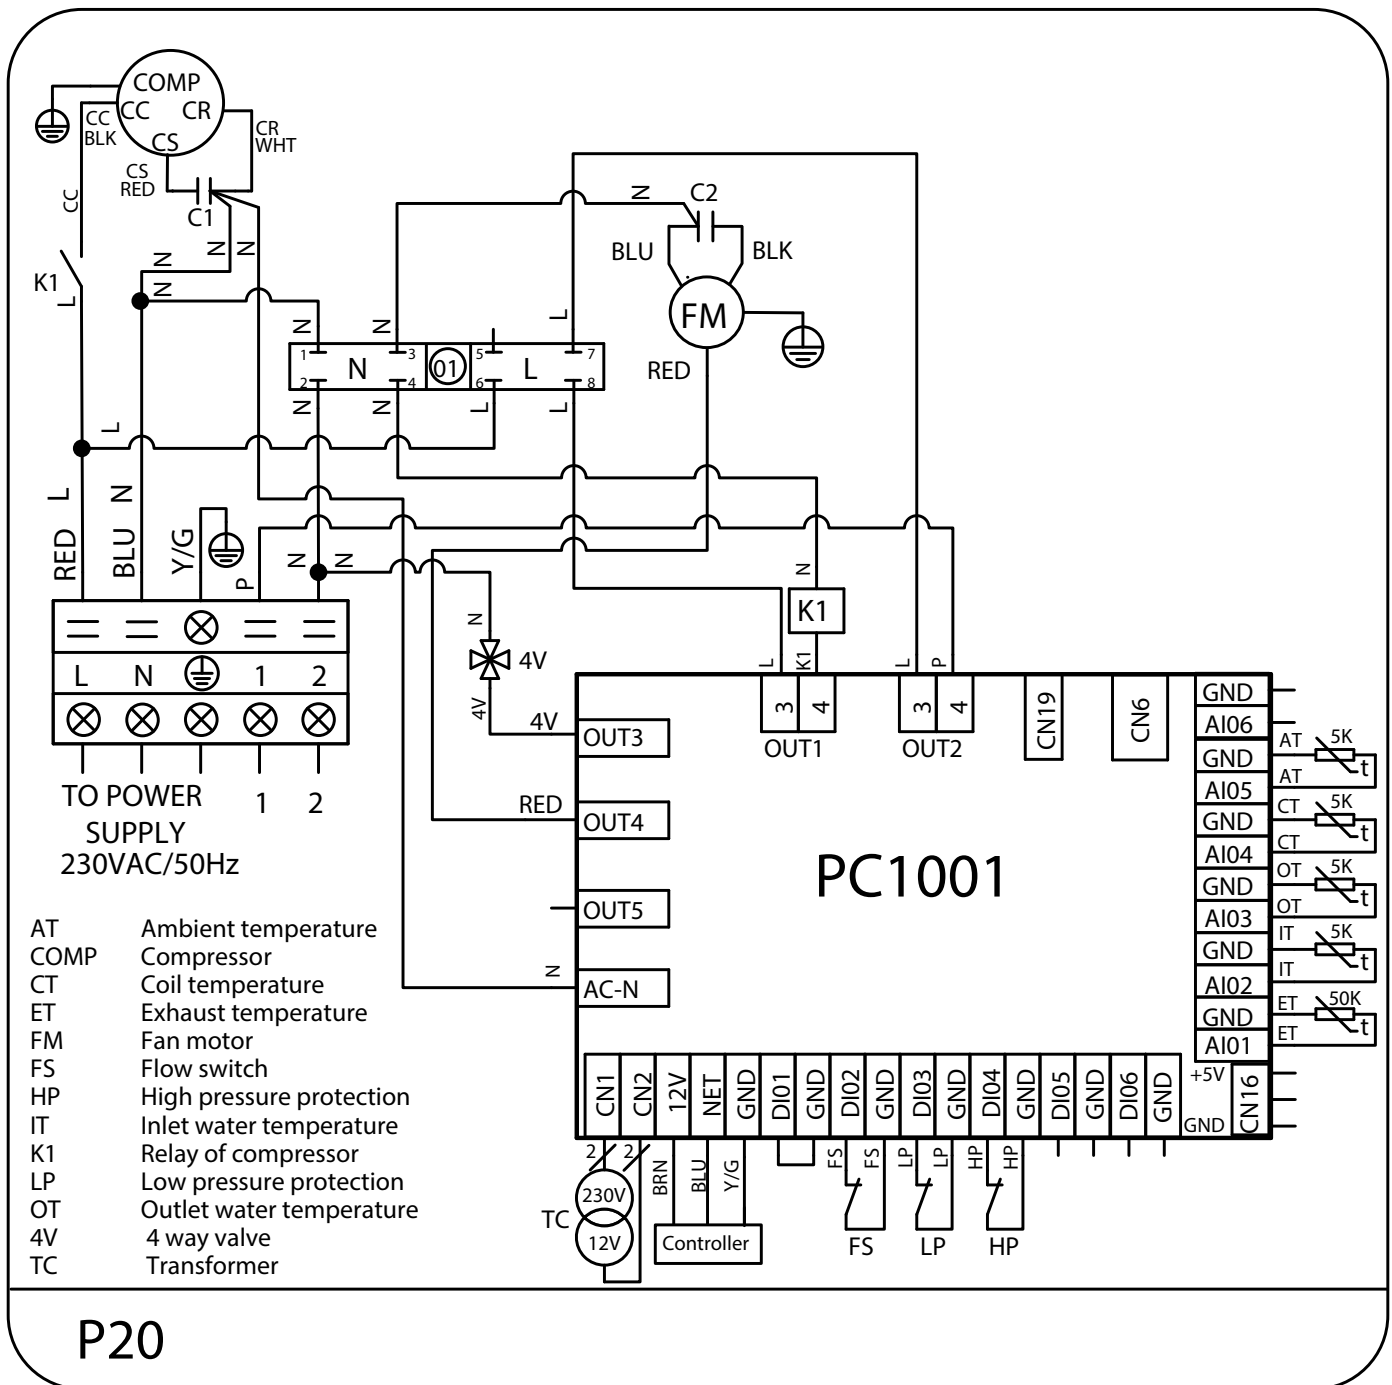 COMP
CC CR
CS
CC BLK
CR WHT
CS RED
CC
C1
N N
N
N
K1
L
N
C2
BLU BLK
FM
RED
L
N N
1 N 3 01 5 L 7
2 4 6 8
N N L L
L
L N
RED BLU Y/G P
N N
N
4V
4V
4V
N
K1
L K1 L P
L N 1 2
TO POWER 1 2
SUPPLY
230VAC/50Hz
OUT3
RED
OUT4
OUT5
N
AC-N
3 4 3 4
OUT1 OUT2
CN19 CN6
PC1001
GND
AI06
GND AT 5K
AI05 AT t
GND CT 5K
AI04 CT t
GND OT 5K
AI03 OT t
GND IT 5K
AI02 IT t
GND ET 50K
AI01 ET t
+5V
GND CN16
CN1 CN2 12V NET GND DI01 GND DI02 GND DI03 GND DI04 GND DI05 GND DI06 GND
2 2 BRN BLU Y/G FS FS LP LP HP HP
TC 230V
12V
Controller FS LP HP
AT Ambient temperature
COMP Compressor
CT Coil temperature
ET Exhaust temperature
FM Fan motor
FS Flow switch
HP High pressure protection
IT Inlet water temperature
K1 Relay of compressor
LP Low pressure protection
OT Outlet water temperature
4V 4 way valve
TC Transformer
P20